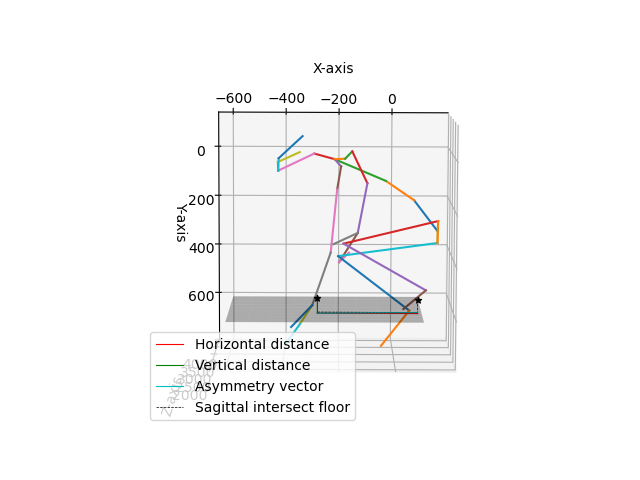 X-axis
−600 −400 −200 0
0
200
400
600
Y-axis
Horizontal distance
Vertical distance
Asymmetry vector
Sagittal intersect floor